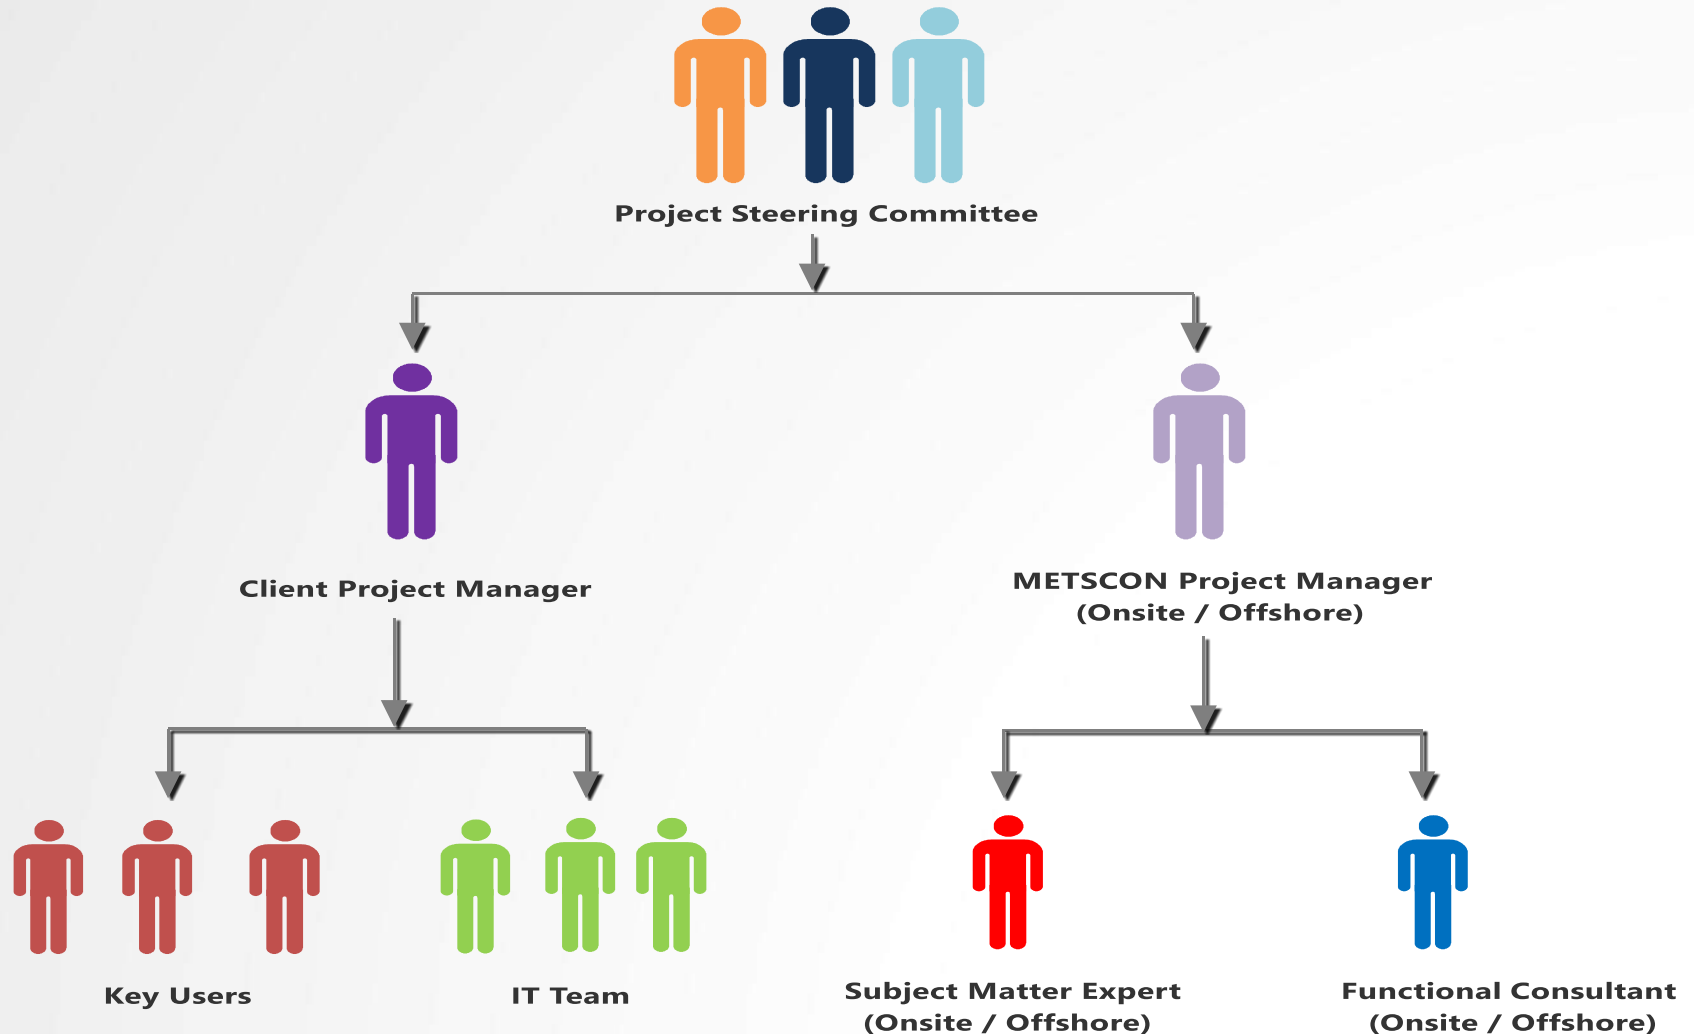 Project Steering Committee
Client Project Manager
METSCON Project Manager
(Onsite / Offshore)
Key Users
IT Team
Subject Matter Expert
(Onsite / Offshore)
Functional Consultant
(Onsite / Offshore)